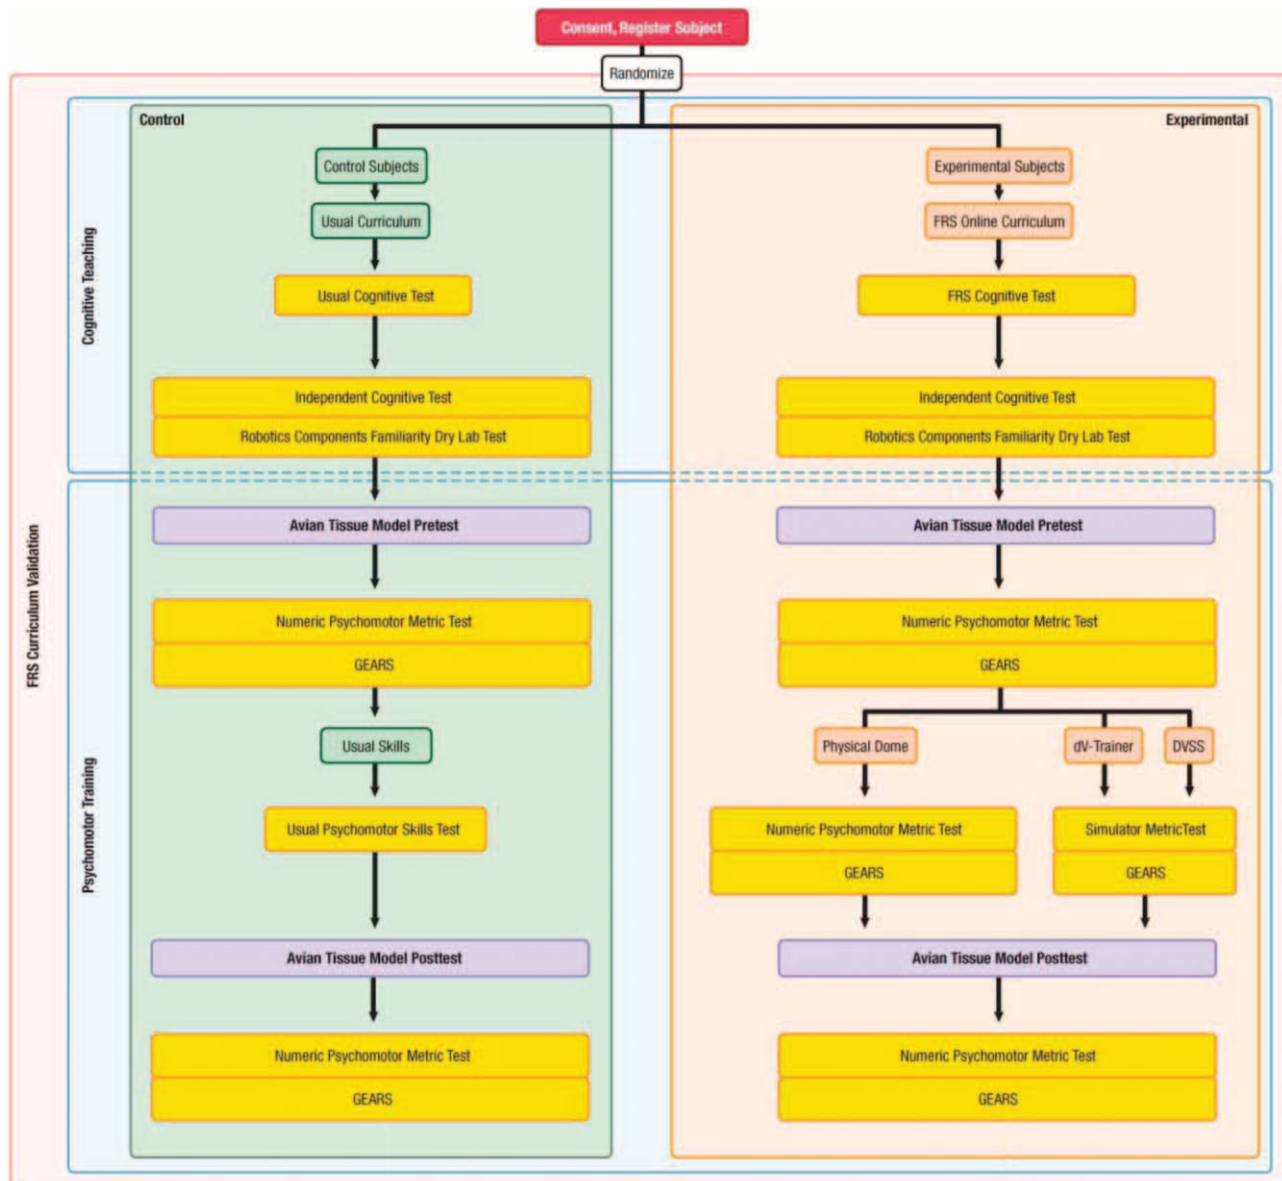 Consent, Register Subject
Randomize
Control
Experimental
Control Subjects
Experimental Subjects
Usual Curriculum
FRS Online Curriculum
Cognitive Teaching
Usual Cognitive Test
FRS Cognitive Test
Independent Cognitive Test
Independent Cognitive Test
Robotics Components Familiarity Dry Lab Test
Robotics Components Familiarity Dry Lab Test
FRS Curriculum Validation
Avian Tissue Model Pretest
Avian Tissue Model Pretest
Numeric Psychomotor Metric Test
Numeric Psychomotor Metric Test
GEARS
GEARS
Psychomotor Training
Usual Skills
Physical Dome
dV-Trainer
DVSS
Usual Psychomotor Skills Test
Numeric Psychomotor Metric Test
Simulator MetricTest
GEARS
GEARS
Avian Tissue Model Posttest
Avian Tissue Model Posttest
Numeric Psychomotor Metric Test
Numeric Psychomotor Metric Test
GEARS
GEARS